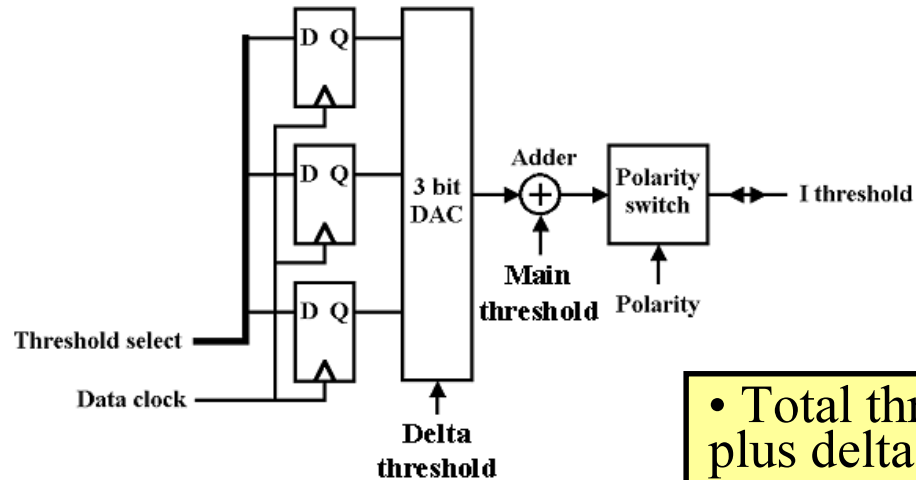 D Q
D Q
D Q
3 bit
DAC
Adder
Polarity
switch
I threshold
Main
threshold
Polarity
Threshold select
Data clock
Delta
threshold
• Total thr
plus delta